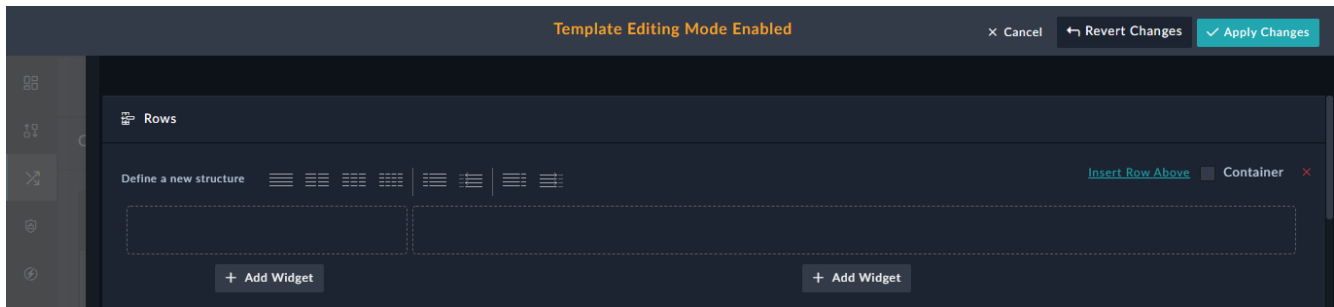 Template Editing Mode Enabled
Cancel
Revert Changes
Apply Changes
Rows
Define a new structure
Insert Row Above
Container
+ Add Widget
+ Add Widget